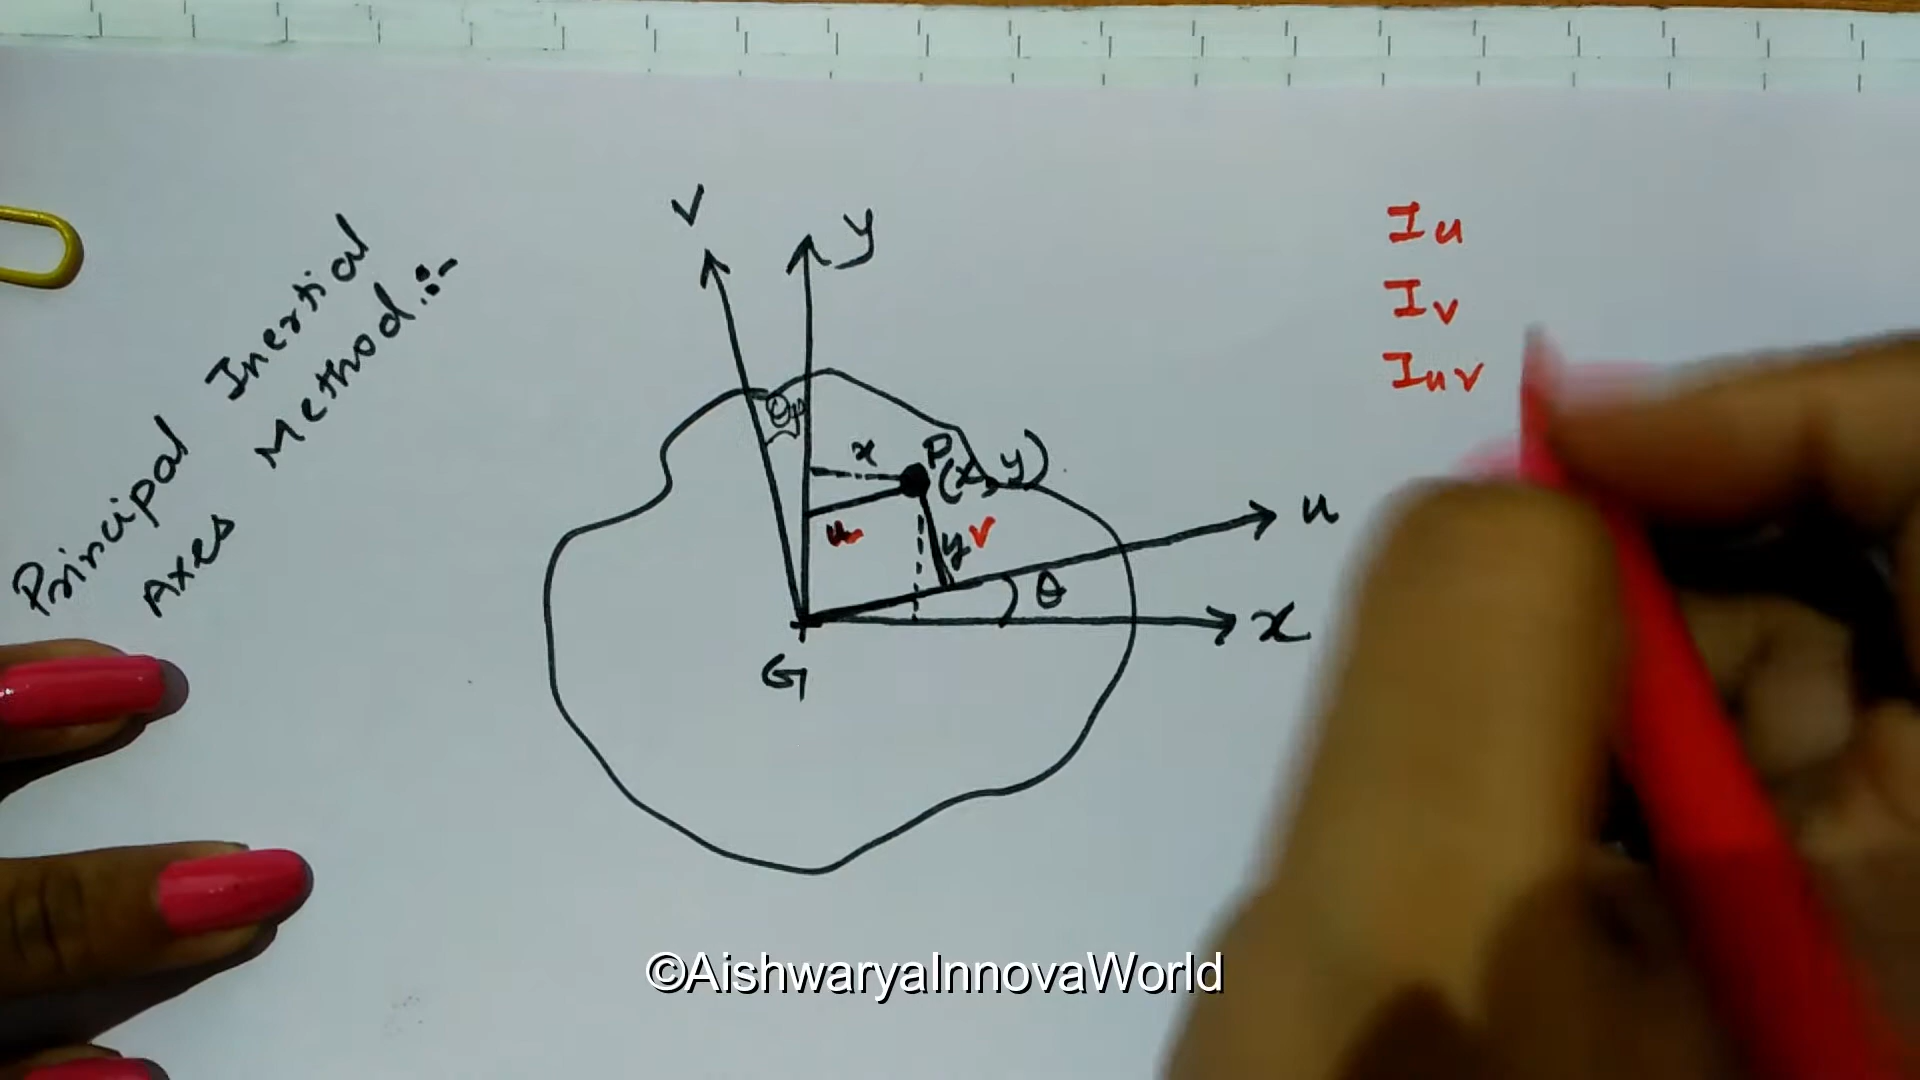 Principal Inertial
Axes Method :-
V
y
Iu
Iv
Iuv
x
P
(x, y)
u
y
v
u
θ
x
G
©AishwaryaInnovaWorld